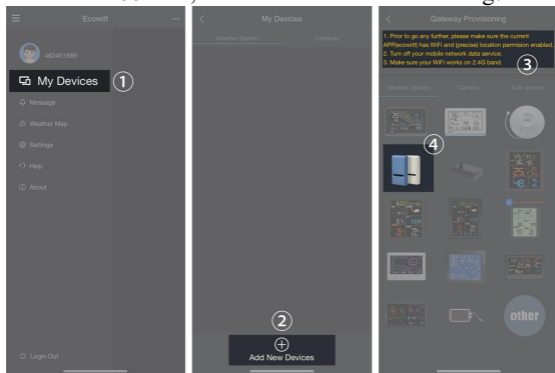 Ecowitt
462451569
My Devices
1
Message
Weather Map
Settings
Help
About
Login Out
My Devices
Weather Station
Cameras
2
Add New Devices
Gateway Provisioning
1. Prior to go any further, please make sure the current
APP(ecowitt) has WiFi and (precise) location permision enabled.
2. Turn off your mobile network data service.
3. Make sure your WiFi works on 2.4G band.
3
Weather Station
Camera
Sub-devices
4
other